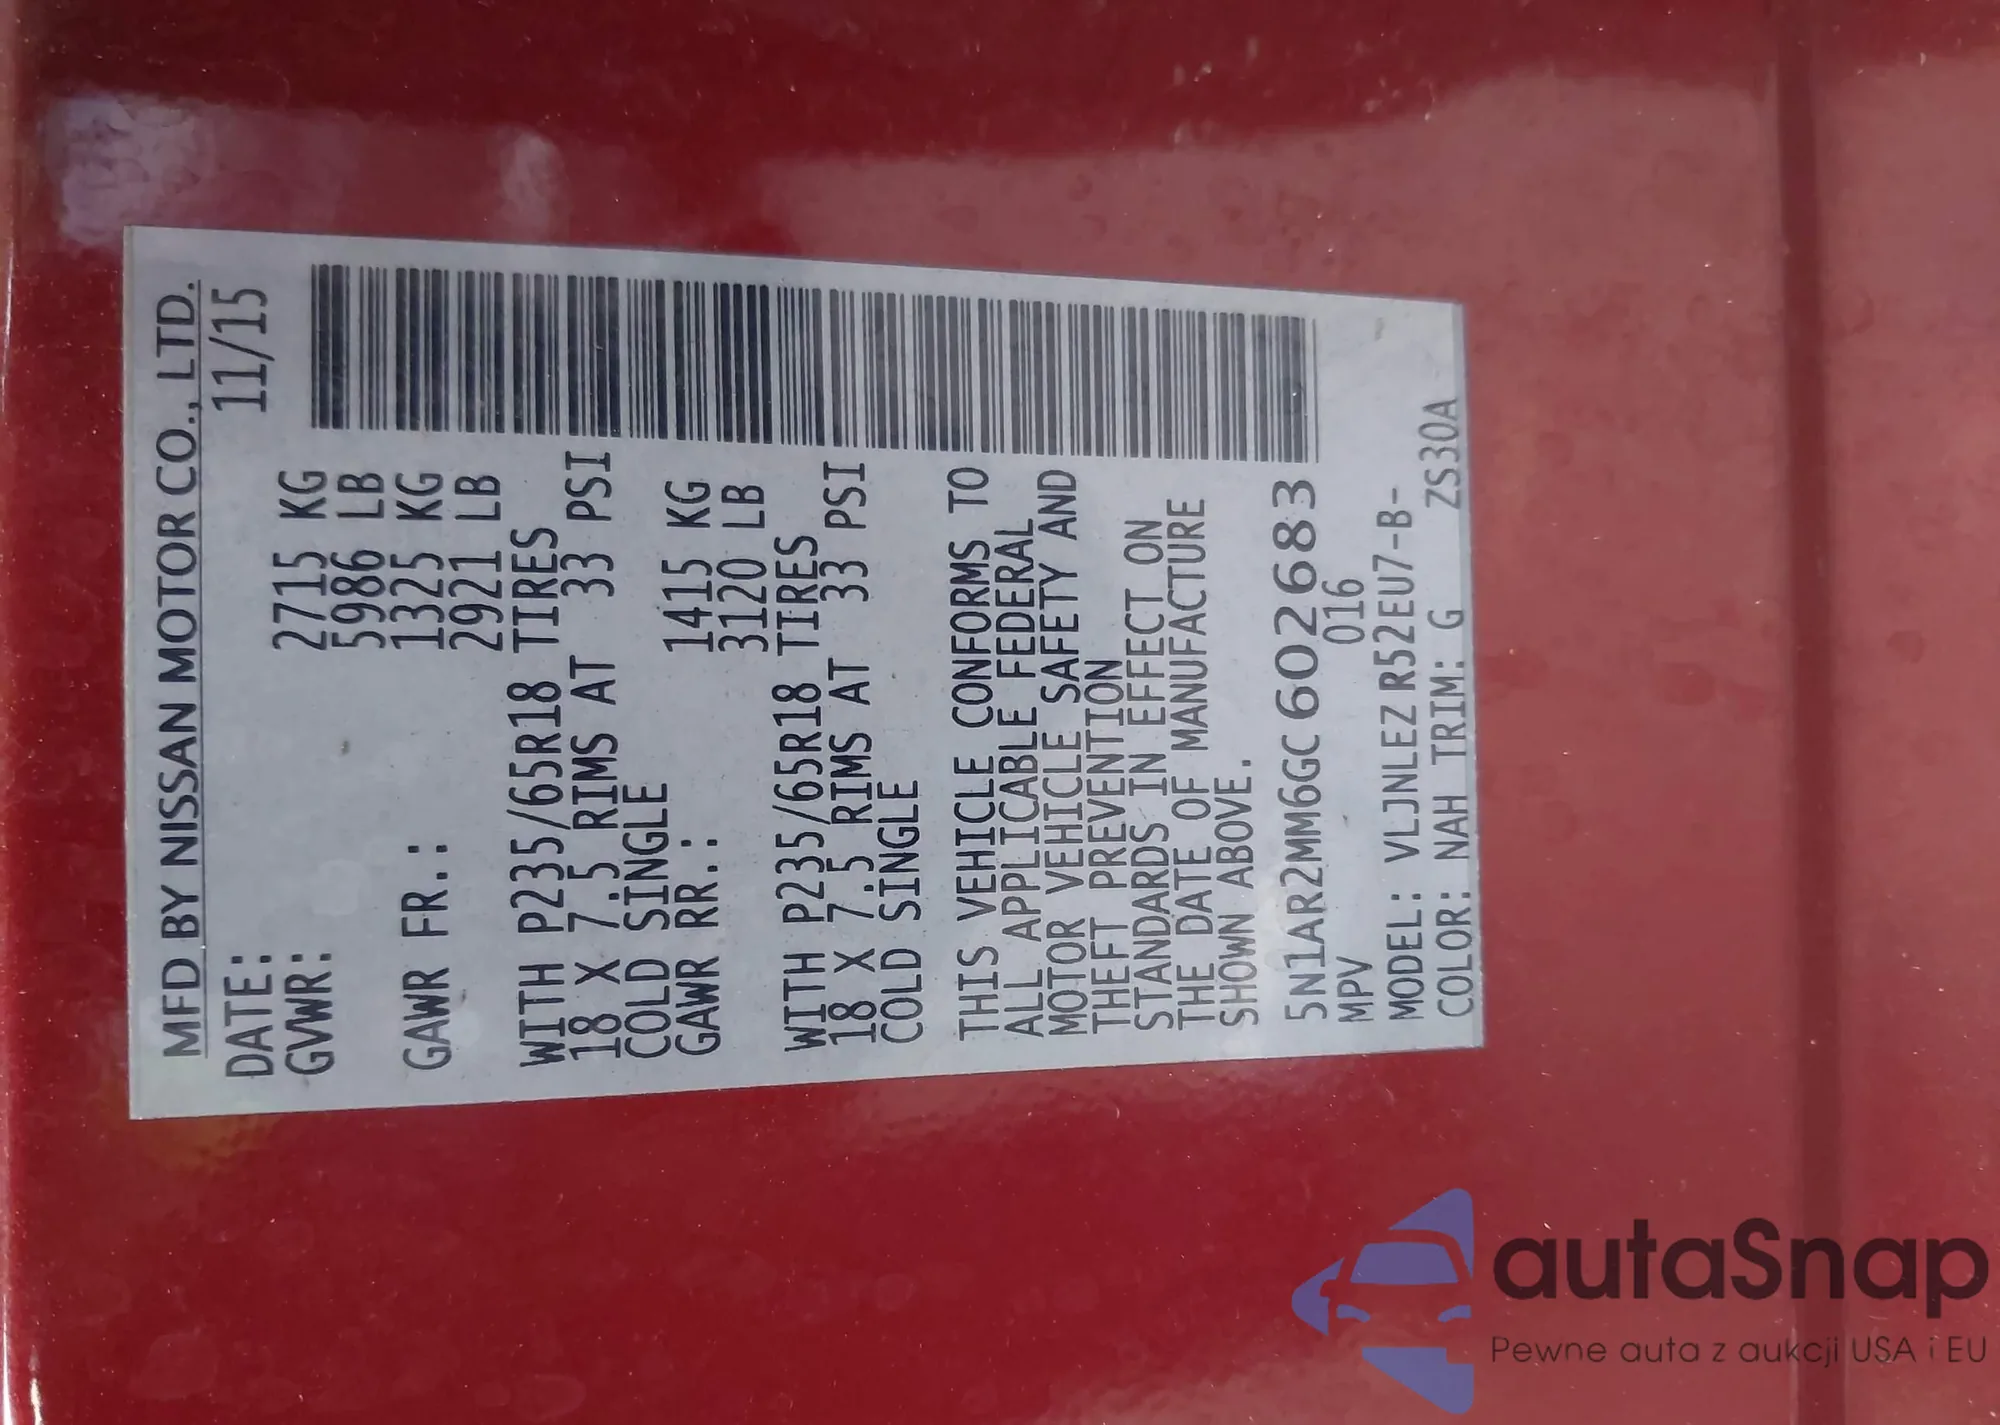 MFD BY NISSAN MOTOR CO., LTD.
DATE: 11/15
GVWR: 2715 KG
5986 LB
GAWR FR.: 1325 KG
2921 LB
WITH P235/65R18 TIRES
18 X 7.5 RIMS AT 33 PSI
COLD SINGLE
GAWR RR.: 1415 KG
3120 LB
WITH P235/65R18 TIRES
18 X 7.5 RIMS AT 33 PSI
COLD SINGLE
THIS VEHICLE CONFORMS TO
ALL APPLICABLE FEDERAL
MOTOR VEHICLE SAFETY AND
THEFT PREVENTION
STANDARDS IN EFFECT ON
THE DATE OF MANUFACTURE
SHOWN ABOVE.
5N1AR2MM6GC602683
MPV 016
MODEL: VLJNLEZ R52EU7-B-
COLOR: NAH TRIM: G ZS30A
autaSnap
Pewne auta z aukcji USA i EU